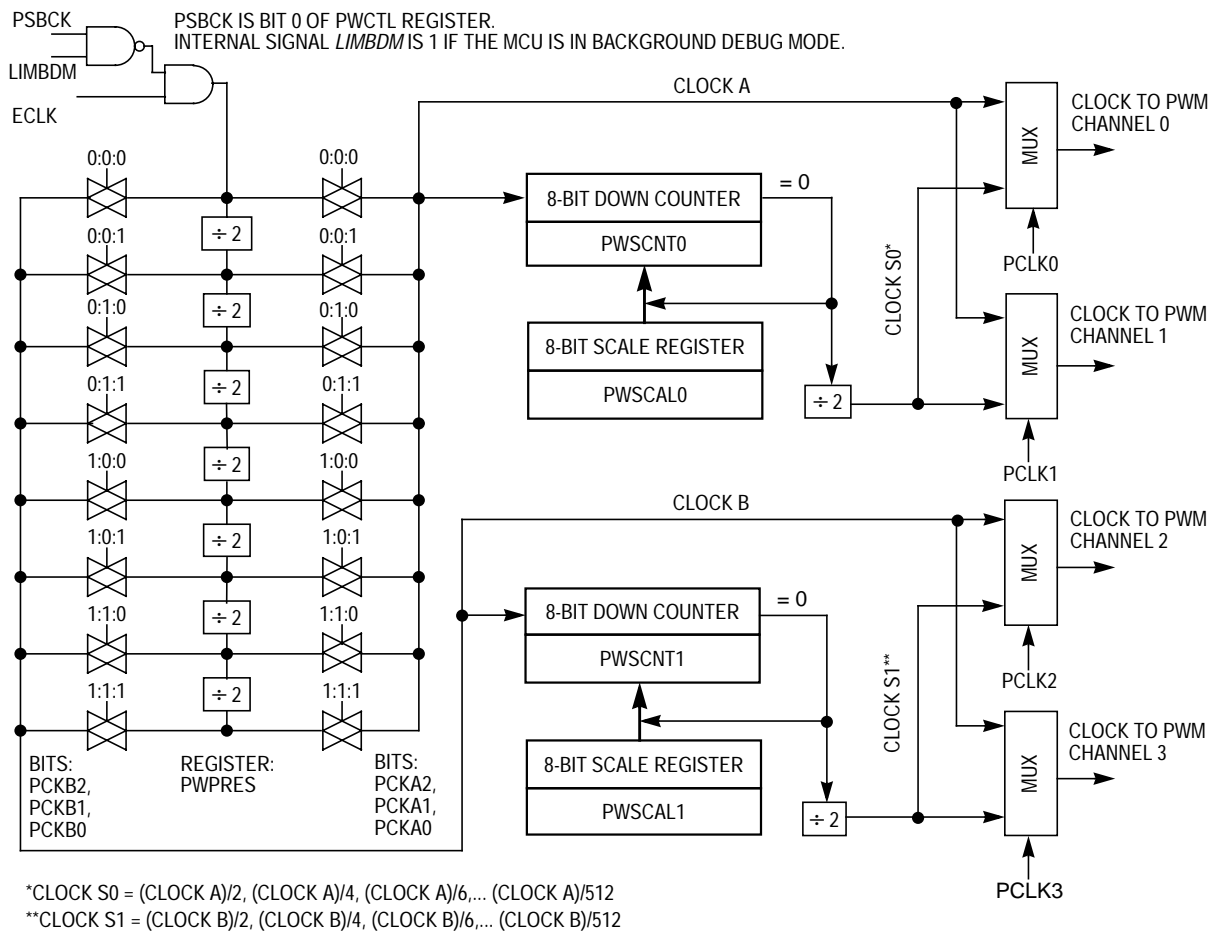 PSBCK
PSBCK IS BIT 0 OF PWCTL REGISTER.
INTERNAL SIGNAL LIMBDM IS 1 IF THE MCU IS IN BACKGROUND DEBUG MODE.
LIMBDM
ECLK
CLOCK A
CLOCK TO PWM
CHANNEL 0
MUX
PCLK0
0:0:0
0:0:0
8-BIT DOWN COUNTER
= 0
PWSCNT0
÷ 2
0:0:1
0:0:1
CLOCK S0*
÷ 2
0:1:0
0:1:0
8-BIT SCALE REGISTER
PWSCAL0
÷ 2
CLOCK TO PWM
CHANNEL 1
MUX
PCLK1
÷ 2
0:1:1
0:1:1
÷ 2
1:0:0
1:0:0
CLOCK B
CLOCK TO PWM
CHANNEL 2
MUX
PCLK2
÷ 2
1:0:1
1:0:1
8-BIT DOWN COUNTER
= 0
PWSCNT1
÷ 2
1:1:0
1:1:0
CLOCK S1**
÷ 2
1:1:1
1:1:1
8-BIT SCALE REGISTER
PWSCAL1
÷ 2
CLOCK TO PWM
CHANNEL 3
MUX
PCLK3
BITS:
PCKB2,
PCKB1,
PCKB0
REGISTER:
PWPRES
BITS:
PCKA2,
PCKA1,
PCKA0
*CLOCK S0 = (CLOCK A)/2, (CLOCK A)/4, (CLOCK A)/6,... (CLOCK A)/512
**CLOCK S1 = (CLOCK B)/2, (CLOCK B)/4, (CLOCK B)/6,... (CLOCK B)/512